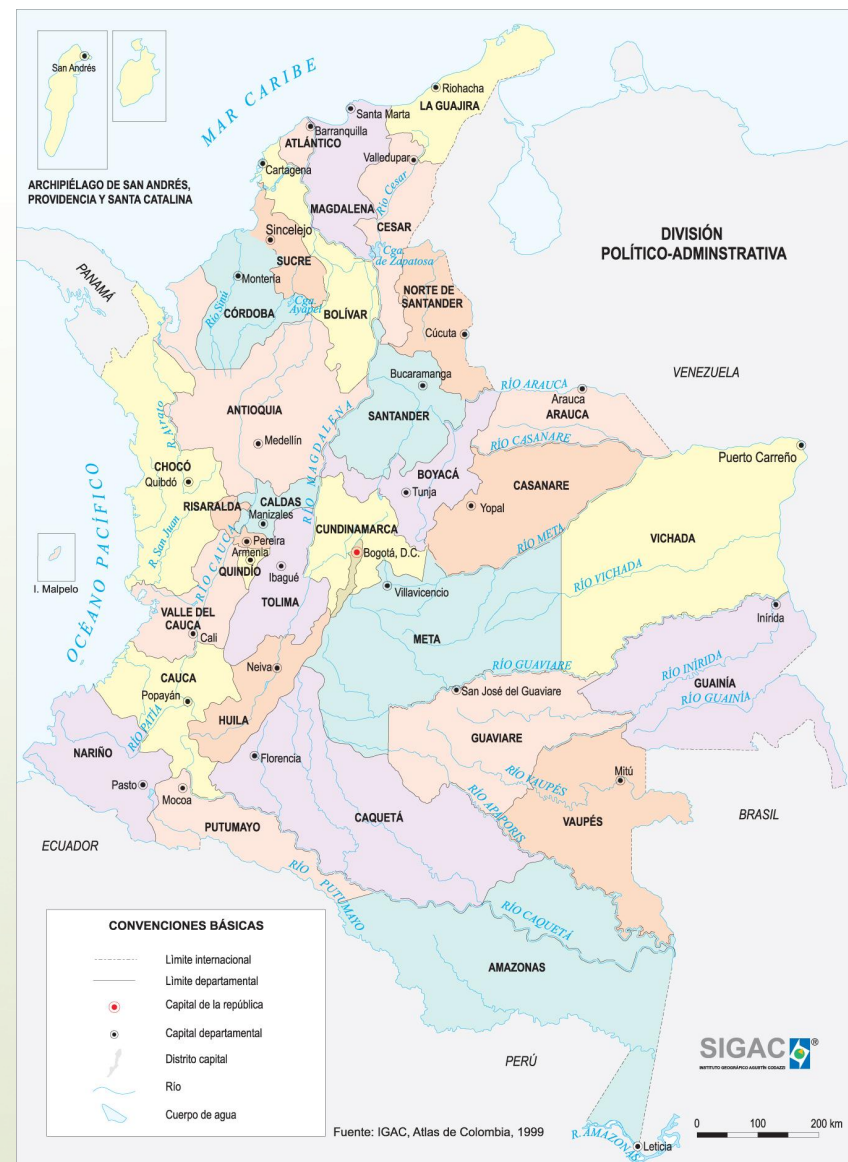 San Andrés
ARCHIPIÉLAGO DE SAN ANDRÉS,
PROVIDENCIA Y SANTA CATALINA
MAR CARIBE
DIVISIÓN
POLÍTICO-ADMINSTRATIVA
PANAMÁ
VENEZUELA
BRASIL
PERÚ
ECUADOR
OCÉANO PACÍFICO
I. Malpelo
Riohacha
LA GUAJIRA
Santa Marta
Barranquilla
ATLÁNTICO
Valledupar
Cartagena
MAGDALENA
Río Cesar
CESAR
Sincelejo
SUCRE
Cga.
de Zapatosa
Montería
Río Sinú
CÓRDOBA
Cga.
Ayapel
BOLÍVAR
NORTE DE
SANTANDER
Cúcuta
Bucaramanga
SANTANDER
RÍO ARAUCA
Arauca
ARAUCA
RÍO CASANARE
ANTIOQUIA
Medellín
RÍO MAGDALENA
R. Atrato
CHOCÓ
Quibdó
R. San Juan
BOYACÁ
Tunja
CASANARE
Yopal
Puerto Carreño
VICHADA
RÍO VICHADA
RÍO META
RISARALDA
CALDAS
Manizales
Pereira
Armenia
QUINDÍO
RÍO CAUCA
CUNDINAMARCA
Bogotá, D.C.
Ibagué
TOLIMA
Villavicencio
META
VALLE DEL
CAUCA
Cali
Inírida
RÍO INÍRIDA
GUAINÍA
RÍO GUAINÍA
RÍO GUAVIARE
San José del Guaviare
GUAVIARE
CAUCA
Popayán
RÍO PATÍA
Neiva
HUILA
NARIÑO
Pasto
Mocoa
PUTUMAYO
Florencia
CAQUETÁ
RÍO VAUPÉS
Mitú
VAUPÉS
RÍO APAPORIS
RÍO PUTUMAYO
RÍO CAQUETÁ
AMAZONAS
R. AMAZONAS
Leticia
CONVENCIONES BÁSICAS
Lìmite internacional
Lìmite departamental
Capital de la república
Capital departamental
Distrito capital
Río
Cuerpo de agua
Fuente: IGAC, Atlas de Colombia, 1999
SIGAC®
INSTITUTO GEOGRÁFICO AGUSTÍN CODAZZI
0 100 200 km